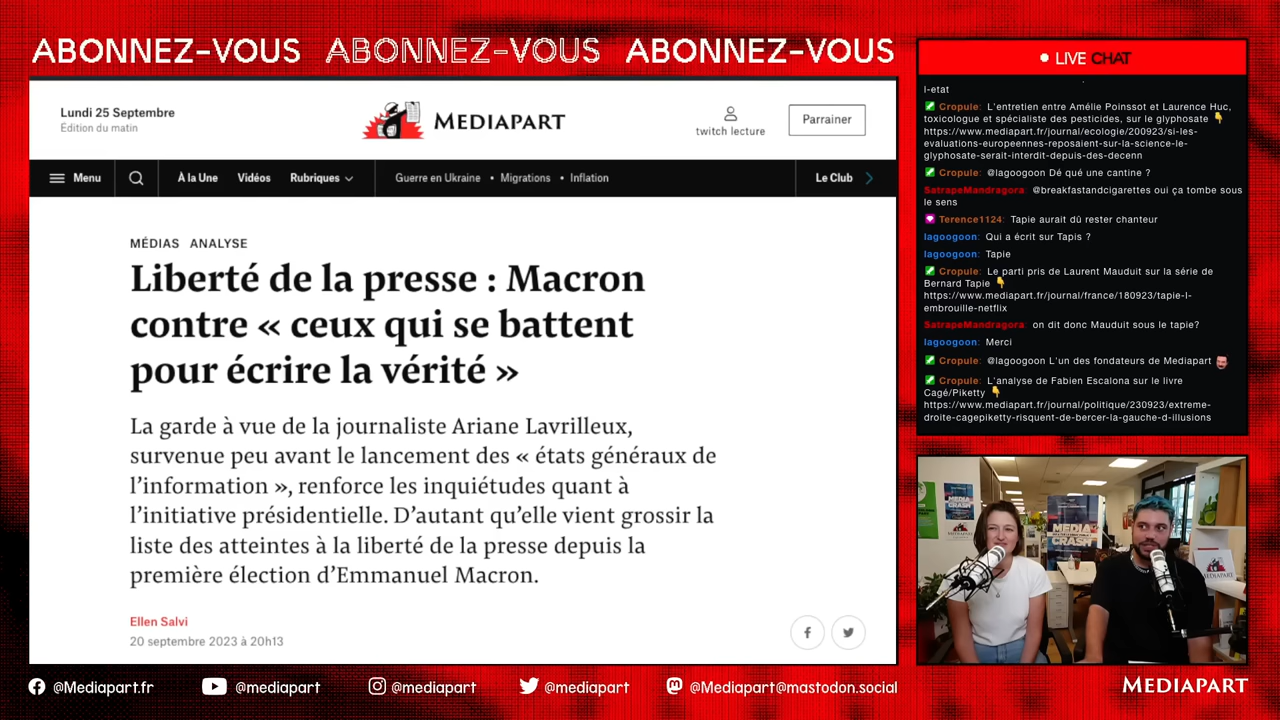 ABONNEZ-VOUS ABONNEZ-VOUS ABONNEZ-VOUS
Lundi 25 Septembre
Édition du matin
MEDIAPART
twitch lecture
Parrainer
Menu
À la Une Vidéos Rubriques
Guerre en Ukraine • Migrations • Inflation
Le Club
MÉDIAS ANALYSE
Liberté de la presse : Macron
contre « ceux qui se battent
pour écrire la vérité »
La garde à vue de la journaliste Ariane Lavrilleux,
survenue peu avant le lancement des « états généraux de
l’information », renforce les inquiétudes quant à
l’initiative présidentielle. D’autant qu’elle vient grossir la
liste des atteintes à la liberté de la presse depuis la
première élection d’Emmanuel Macron.
Ellen Salvi
20 septembre 2023 à 20h13
LIVE CHAT
l-etat
Cropule: L'entretien entre Amélie Poinssot et Laurence Huc,
toxicologue et spécialiste des pesticides, sur le glyphosate 👇
https://www.mediapart.fr/journal/ecologie/200923/si-les-
evaluations-europeennes-reposaient-sur-la-science-le-
glyphosate-serait-interdit-depuis-des-decenn
Cropule: @lagoogoon Dé qué une cantine ?
SatrapeMandragora: @breakfastandcigarettes oui ça tombe sous
le sens
Terence1124: Tapie aurait dû rester chanteur
lagoogoon: Qui a écrit sur Tapis ?
lagoogoon: Tapie
Cropule: Le parti pris de Laurent Mauduit sur la série de
Bernard Tapie 👇
https://www.mediapart.fr/journal/france/180923/tapie-l-
embrouille-netflix
SatrapeMandragora: on dit donc Mauduit sous le tapie?
lagoogoon: Merci
Cropule: @lagoogoon L'un des fondateurs de Mediapart
Cropule: L'analyse de Fabien Escalona sur le livre
Cagé/Piketty 👇
https://www.mediapart.fr/journal/politique/230923/extreme-
droite-cagepiketty-risquent-de-bercer-la-gauche-d-illusions
MEDIA
CRASH
MEDIA
CRASH
MEDIAPART
@Mediapart.fr @mediapart @mediapart @mediapart @Mediapart@mastodon.social
MEDIAPART